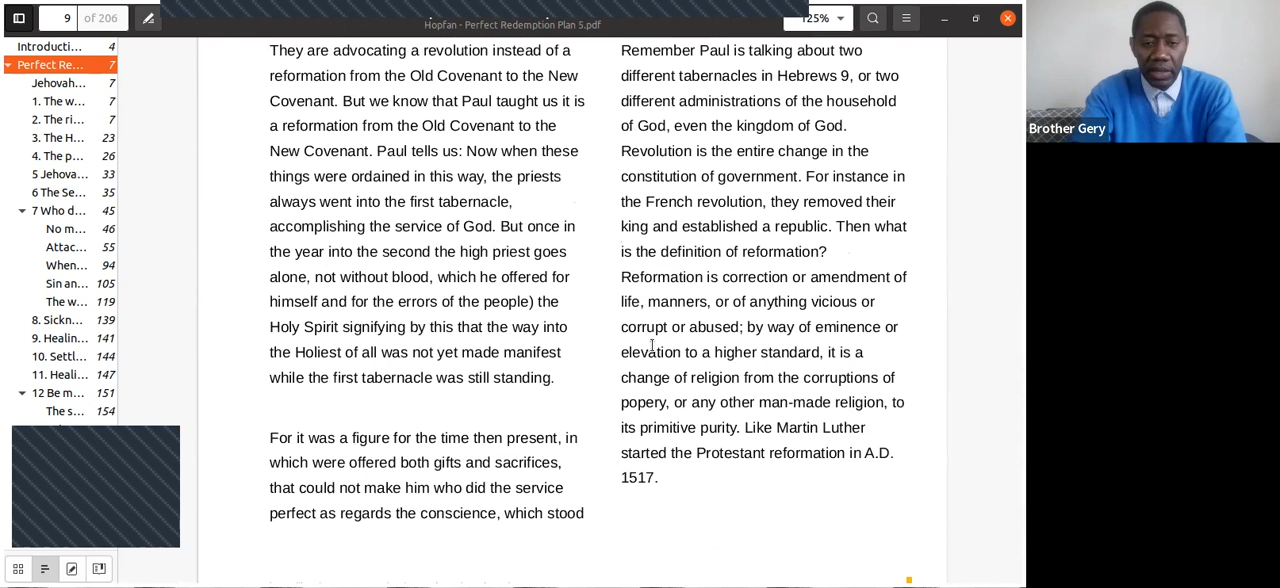 9
of 206
Hopfan - Perfect Redemption Plan 5.pdf
125%
Introducti... 4
Perfect Re... 7
Jehovah... 7
1. The w... 7
2. The ri... 7
3. The H... 23
4. The p... 26
5 Jehova... 33
6 The Se... 35
7 Who d... 45
No m... 46
Attac... 55
When... 94
Sin an... 105
The w... 119
8. Sickn... 139
9. Healin... 141
10. Settl... 144
11. Heali... 147
12 Be m... 151
The s... 154
They are advocating a revolution instead of a
reformation from the Old Covenant to the New
Covenant. But we know that Paul taught us it is
a reformation from the Old Covenant to the
New Covenant. Paul tells us: Now when these
things were ordained in this way, the priests
always went into the first tabernacle,
accomplishing the service of God. But once in
the year into the second the high priest goes
alone, not without blood, which he offered for
himself and for the errors of the people) the
Holy Spirit signifying by this that the way into
the Holiest of all was not yet made manifest
while the first tabernacle was still standing.
For it was a figure for the time then present, in
which were offered both gifts and sacrifices,
that could not make him who did the service
perfect as regards the conscience, which stood
Remember Paul is talking about two
different tabernacles in Hebrews 9, or two
different administrations of the household
of God, even the kingdom of God.
Revolution is the entire change in the
constitution of government. For instance in
the French revolution, they removed their
king and established a republic. Then what
is the definition of reformation?
Reformation is correction or amendment of
life, manners, or of anything vicious or
corrupt or abused; by way of eminence or
elevation to a higher standard, it is a
change of religion from the corruptions of
popery, or any other man-made religion, to
its primitive purity. Like Martin Luther
started the Protestant reformation in A.D.
1517.
Brother Gery